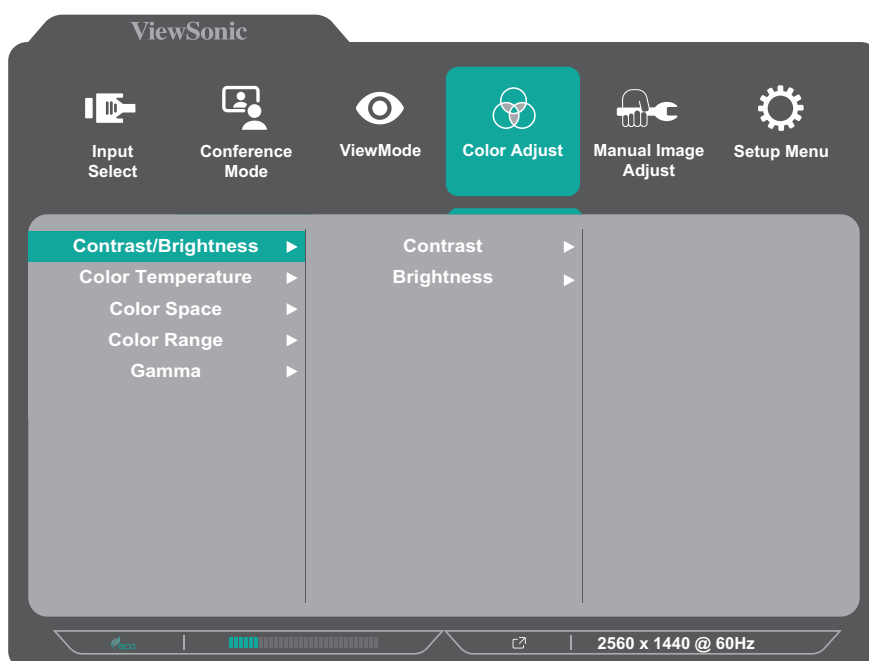 ViewSonic
Input
Select
Conference
Mode
ViewMode
Color Adjust
Manual Image
Adjust
Setup Menu
Contrast/Brightness
Color Temperature
Color Space
Color Range
Gamma
Contrast
Brightness
eco
2560 x 1440 @ 60Hz